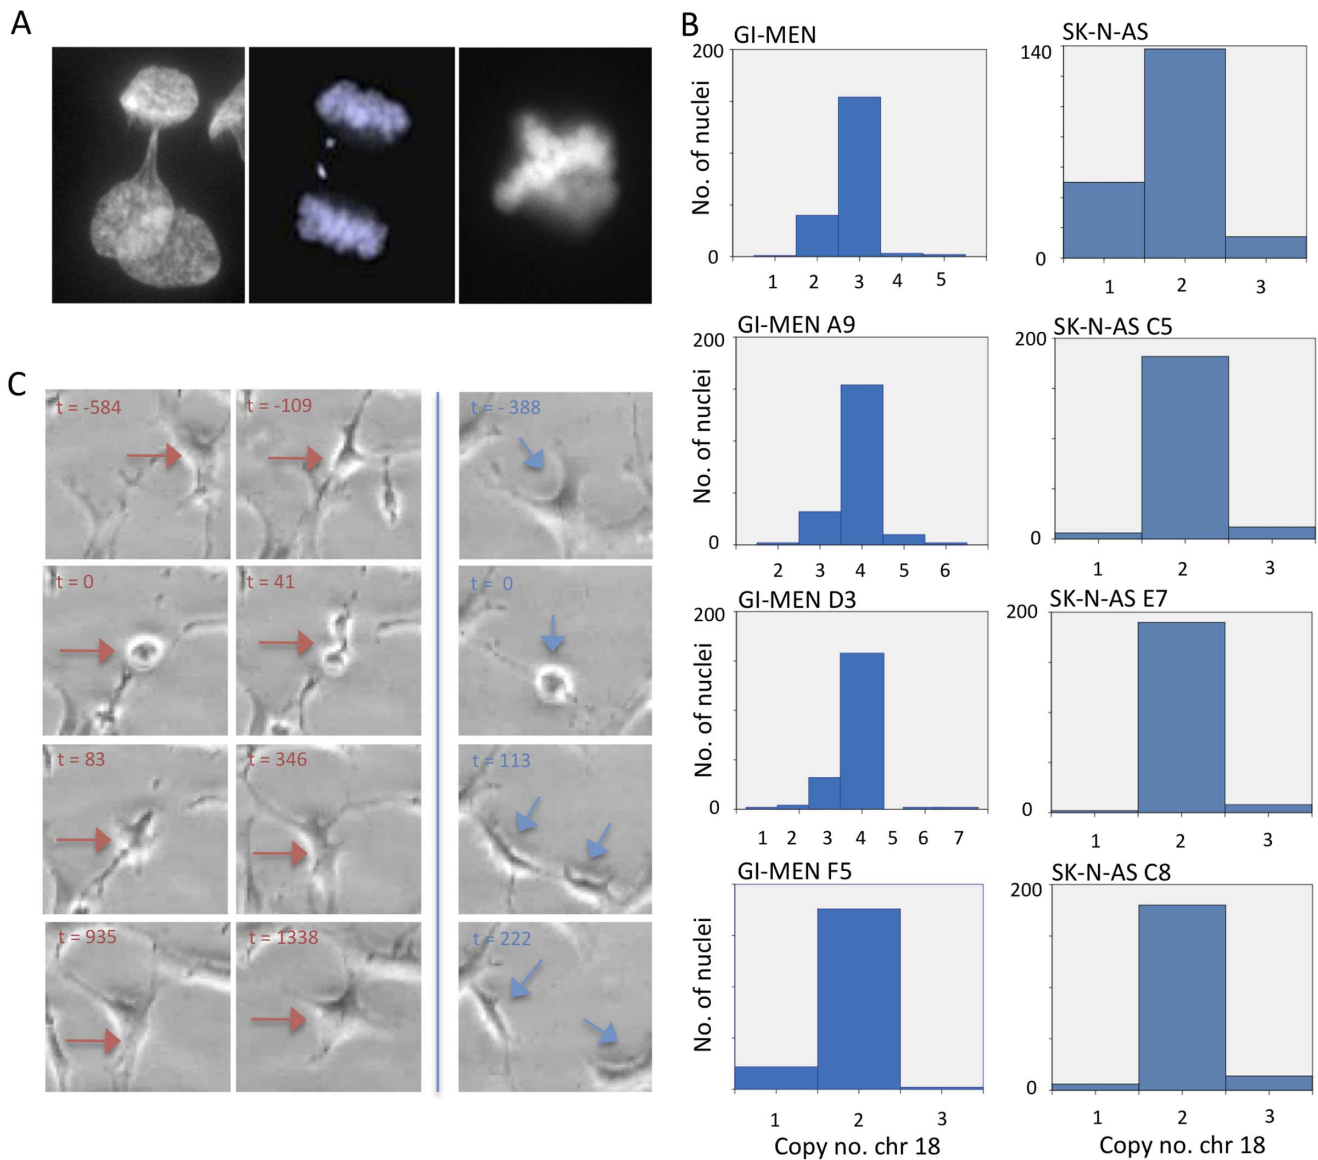 A
B
GI-MEN
200
No. of nuclei
0
1 2 3 4 5
SK-N-AS
140
0
1 2 3
GI-MEN A9
200
No. of nuclei
0
2 3 4 5 6
SK-N-AS C5
200
0
1 2 3
C
t = -584
t = -109
t = - 388
t = 0
t = 41
t = 0
t = 83
t = 346
t = 113
t = 935
t = 1338
t = 222
GI-MEN D3
200
No. of nuclei
0
1 2 3 4 5 6 7
SK-N-AS E7
200
0
1 2 3
GI-MEN F5
No. of nuclei
1 2 3
Copy no. chr 18
SK-N-AS C8
200
0
1 2 3
Copy no. chr 18